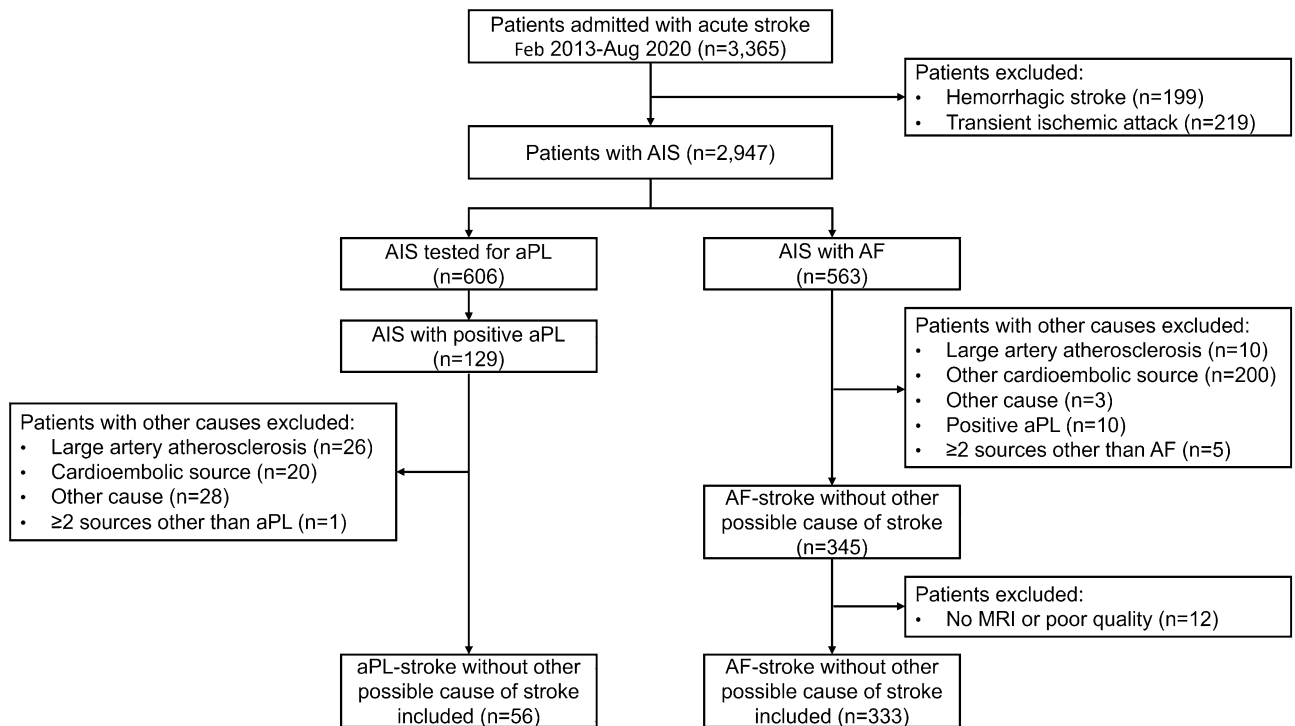 Patients admitted with acute stroke
Feb 2013-Aug 2020 (n=3,365)
Patients excluded:
• Hemorrhagic stroke (n=199)
• Transient ischemic attack (n=219)
Patients with AIS (n=2,947)
AIS tested for aPL
(n=606)
AIS with AF
(n=563)
AIS with positive aPL
(n=129)
Patients with other causes excluded:
• Large artery atherosclerosis (n=10)
• Other cardioembolic source (n=200)
• Other cause (n=3)
• Positive aPL (n=10)
• ≥2 sources other than AF (n=5)
Patients with other causes excluded:
• Large artery atherosclerosis (n=26)
• Cardioembolic source (n=20)
• Other cause (n=28)
• ≥2 sources other than aPL (n=1)
AF-stroke without other
possible cause of stroke
(n=345)
Patients excluded:
• No MRI or poor quality (n=12)
aPL-stroke without other
possible cause of stroke
included (n=56)
AF-stroke without other
possible cause of stroke
included (n=333)